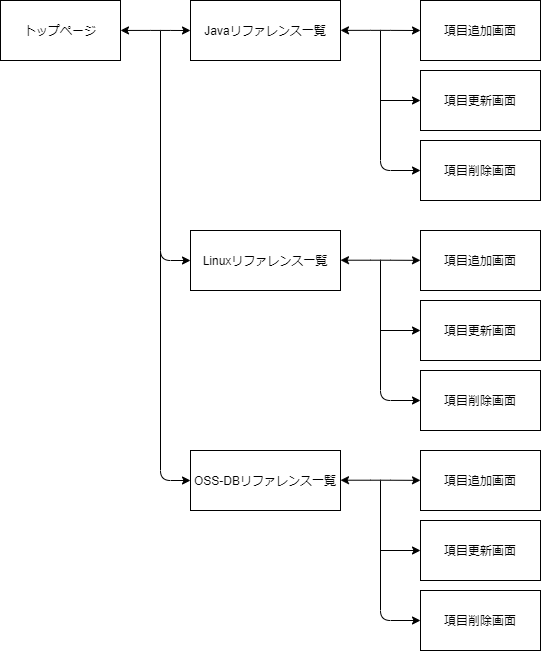 トップページ
Javaリファレンス一覧
項目追加画面
項目更新画面
項目削除画面
Linuxリファレンス一覧
項目追加画面
項目更新画面
項目削除画面
OSS-DBリファレンス一覧
項目追加画面
項目更新画面
項目削除画面